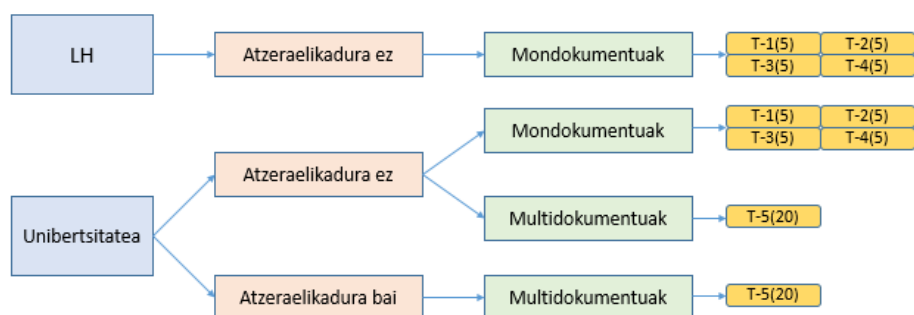 LH
Atzeraelikadura ez
Mondokumentuak
T-1(5) T-2(5)
T-3(5) T-4(5)
Unibertsitatea
Atzeraelikadura ez
Mondokumentuak
T-1(5) T-2(5)
T-3(5) T-4(5)
Multidokumentuak
T-5(20)
Atzeraelikadura bai
Multidokumentuak
T-5(20)